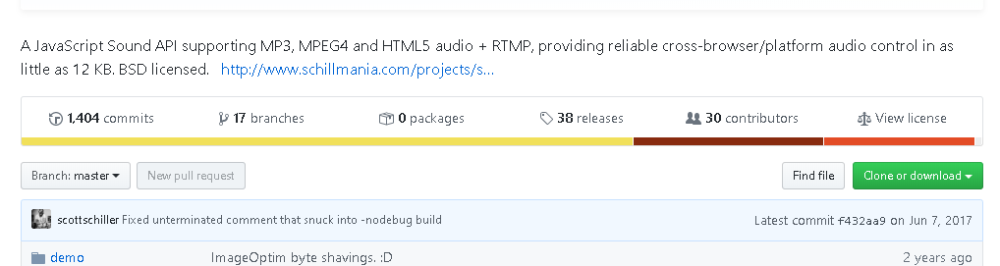 A JavaScript Sound API supporting MP3, MPEG4 and HTML5 audio + RTMP, providing reliable cross-browser/platform audio control in as
little as 12 KB. BSD licensed. http://www.schillmania.com/projects/s...
1,404 commits 17 branches 0 packages 38 releases 30 contributors View license
Branch: master New pull request Find file Clone or download
scottschiller Fixed unterminated comment that snuck into -nodebug build Latest commit f432aa9 on Jun 7, 2017
demo ImageOptim byte shavings. :D 2 years ago